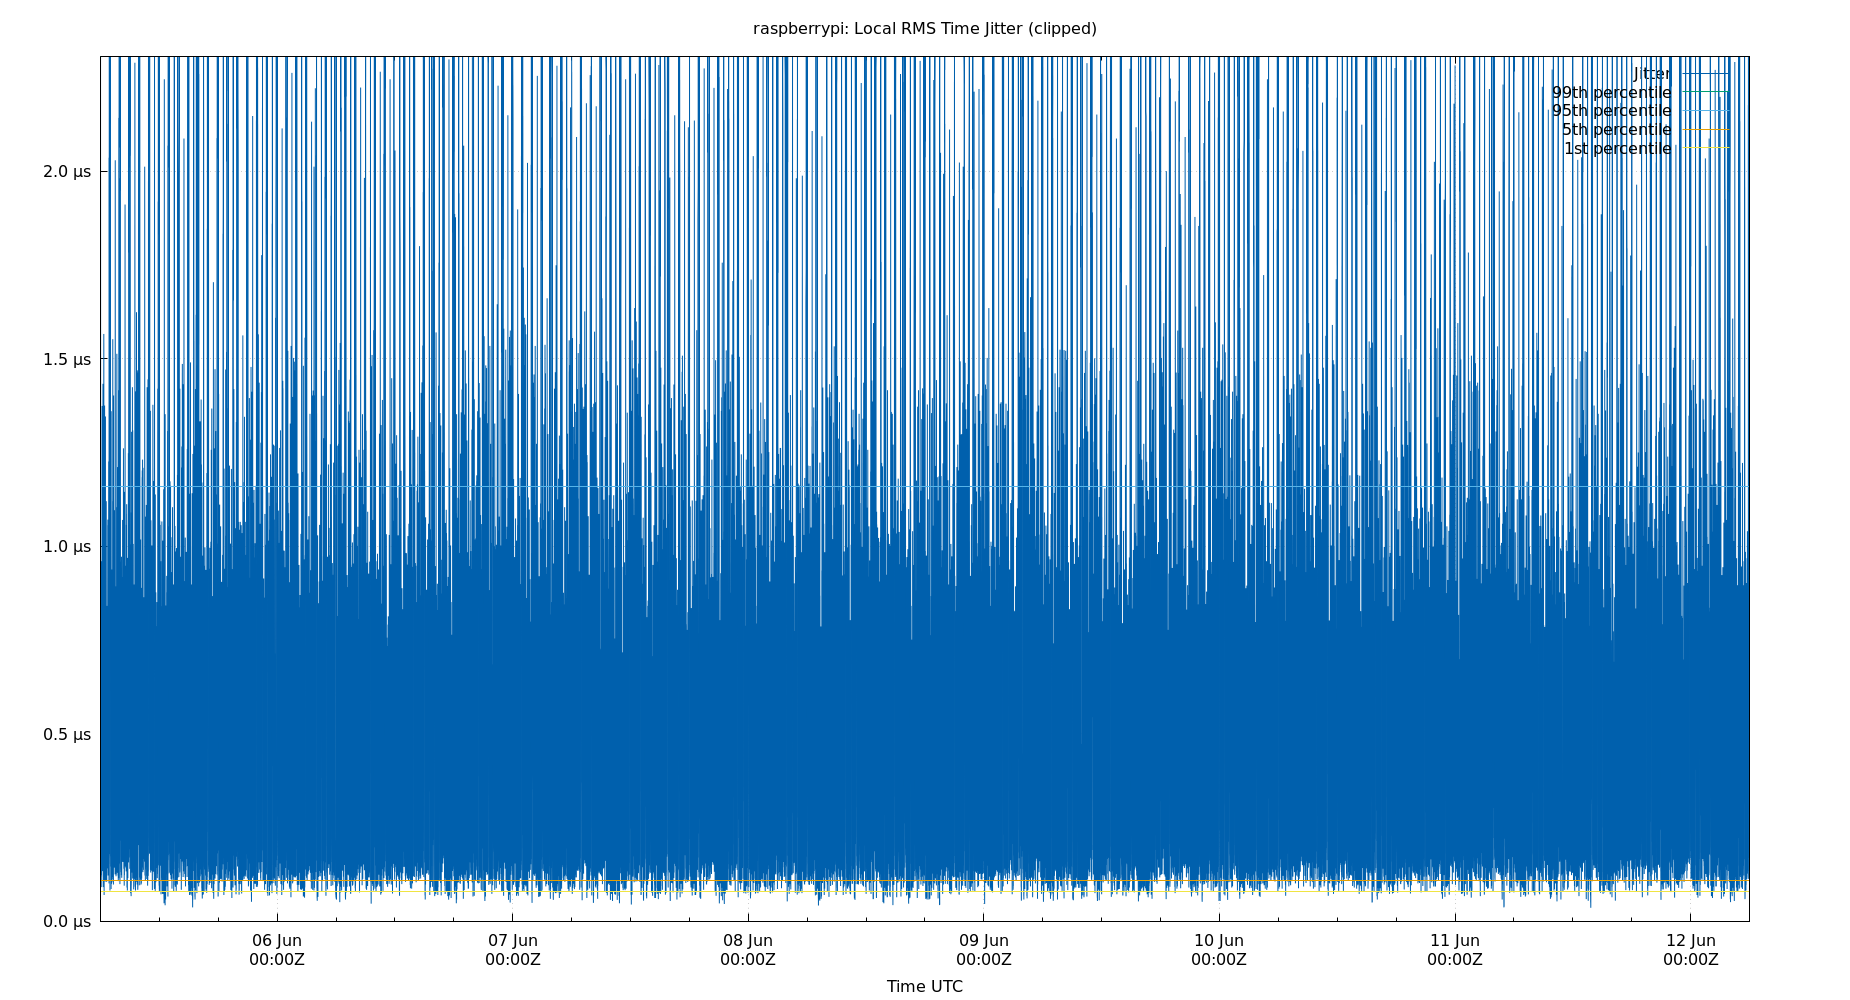 raspberrypi: Local RMS Time Jitter (clipped)
Jitter
99th percentile
95th percentile
5th percentile
1st percentile
2.0 µs
1.5 µs
1.0 µs
0.5 µs
0.0 µs
06 Jun 07 Jun 08 Jun 09 Jun 10 Jun 11 Jun 12 Jun
00:00Z 00:00Z 00:00Z 00:00Z 00:00Z 00:00Z 00:00Z
Time UTC